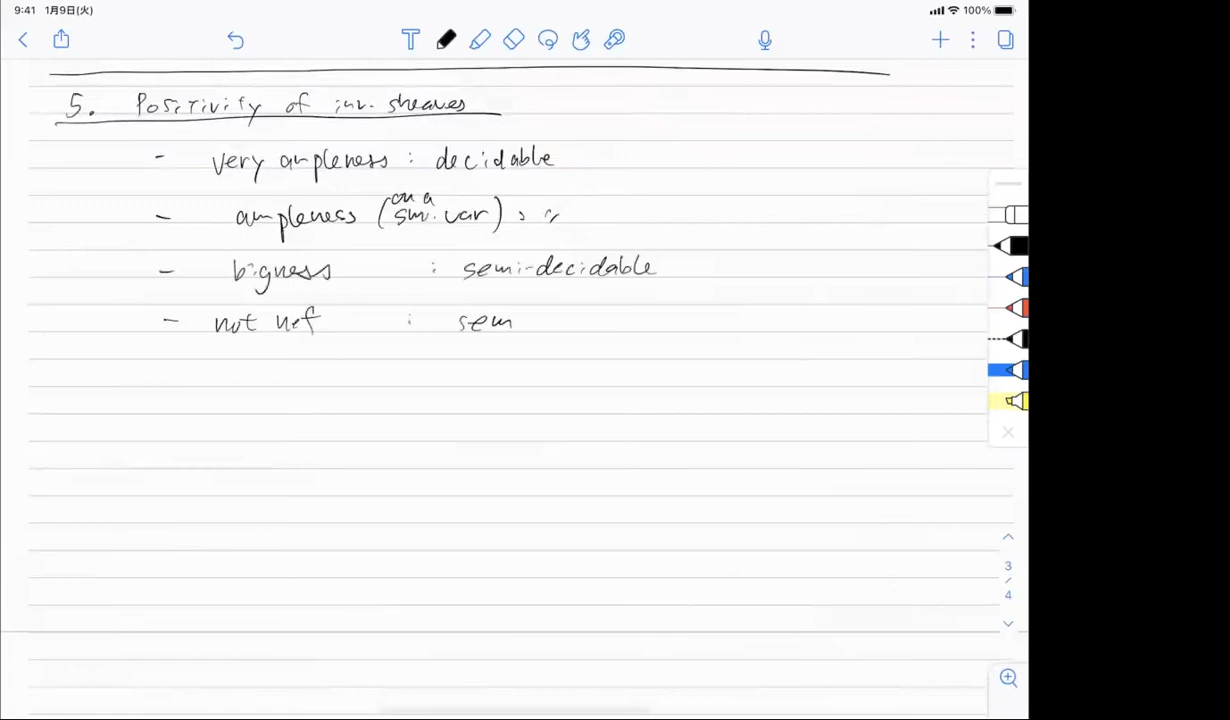 9:41 1月9日(火) 100%
5. Positivity of inv. sheaves
- very ampleness : decidable
- ampleness (on a sm. var) : 〃
- bigness : semi-decidable
- not nef : sem
3
/
4